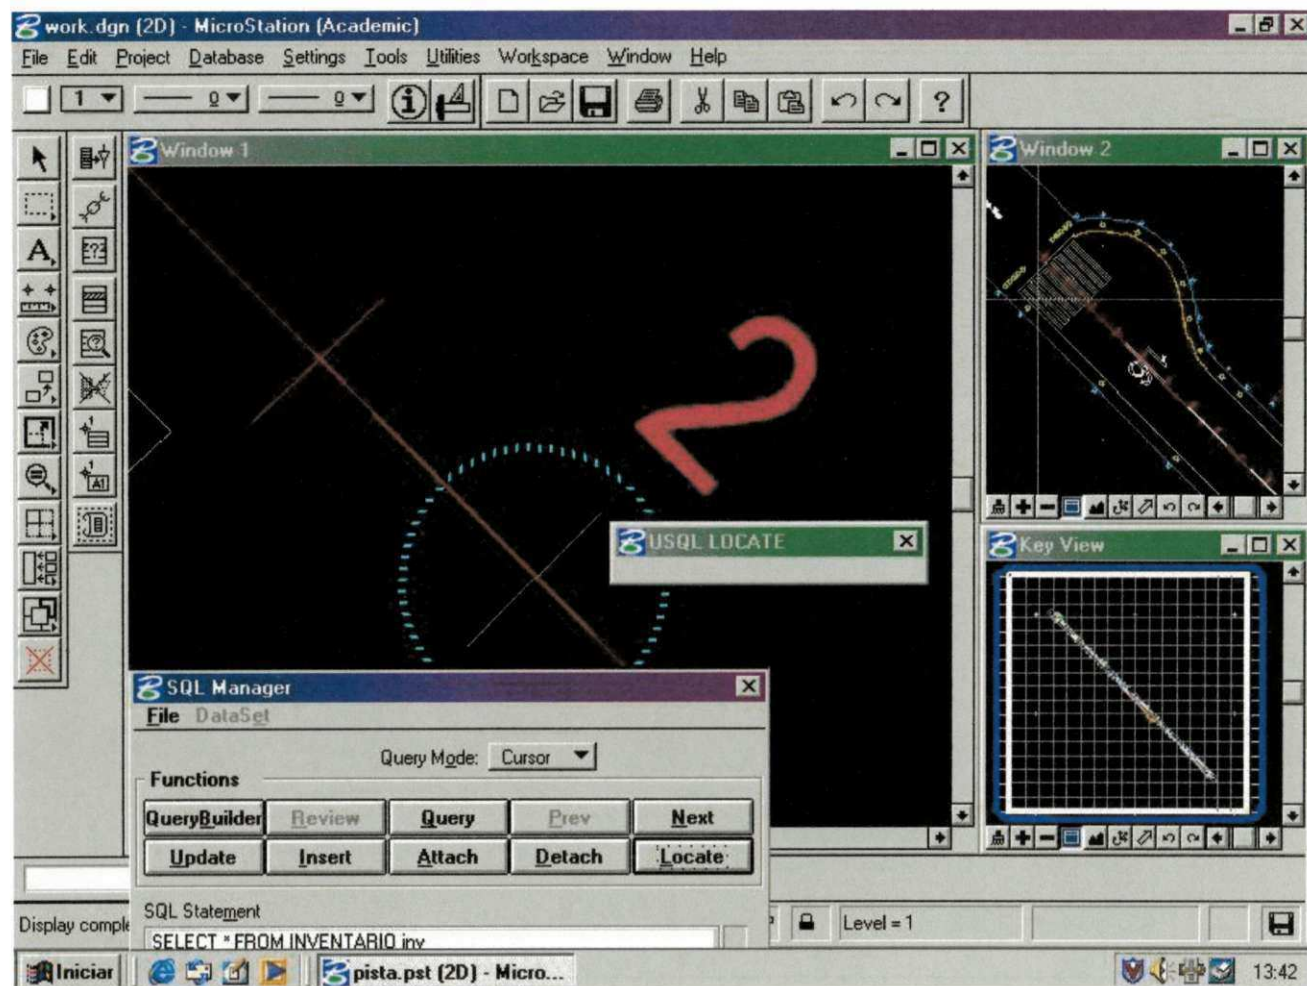 work.dgn (2D) - MicroStation (Academic)
File Edit Project Database Settings Tools Utilities Workspace Window Help
1 0 0
Window 1
Window 2
2
USQL LOCATE
Key View
SQL Manager
File DataSet
Query Mode: Cursor
Functions
QueryBuilder Review Query Prev Next
Update Insert Attach Detach Locate
SQL Statement
SELECT * FROM INVENTARIO inv
Display comple
Level = 1
Iniciar pista.pst (2D) - Micro... 13:42